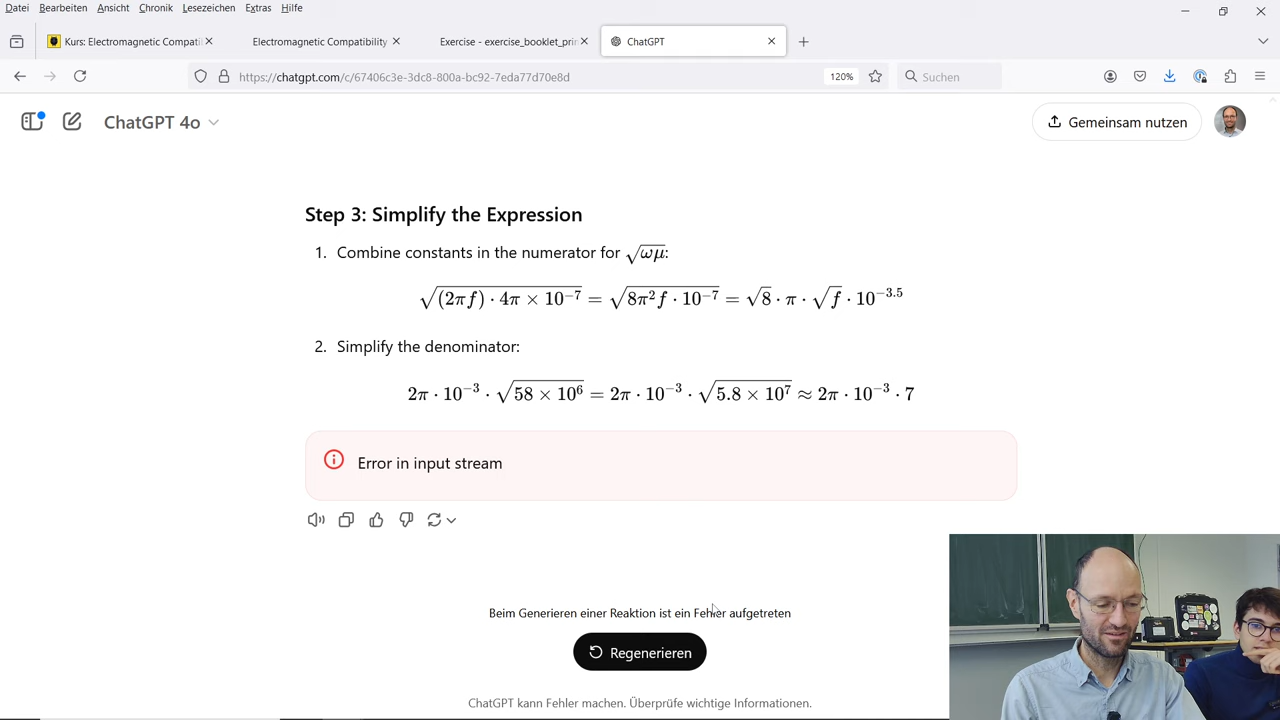 Datei Bearbeiten Ansicht Chronik Lesezeichen Extras Hilfe
Kurs: Electromagnetic Compati
Electromagnetic Compatibility
Exercise - exercise_booklet_prin
ChatGPT
https://chatgpt.com/c/67406c3e-3dc8-800a-bc92-7eda77d70e8d
120%
Suchen
ChatGPT 4o
Gemeinsam nutzen
Step 3: Simplify the Expression
1. Combine constants in the numerator for √ωμ:
√(2πf) · 4π × 10⁻⁷ = √8π²f · 10⁻⁷ = √8 · π · √f · 10⁻³·⁵
2. Simplify the denominator:
2π · 10⁻³ · √58 × 10⁶ = 2π · 10⁻³ · √5.8 × 10⁷ ≈ 2π · 10⁻³ · 7
Error in input stream
Beim Generieren einer Reaktion ist ein Fehler aufgetreten
Regenerieren
ChatGPT kann Fehler machen. Überprüfe wichtige Informationen.